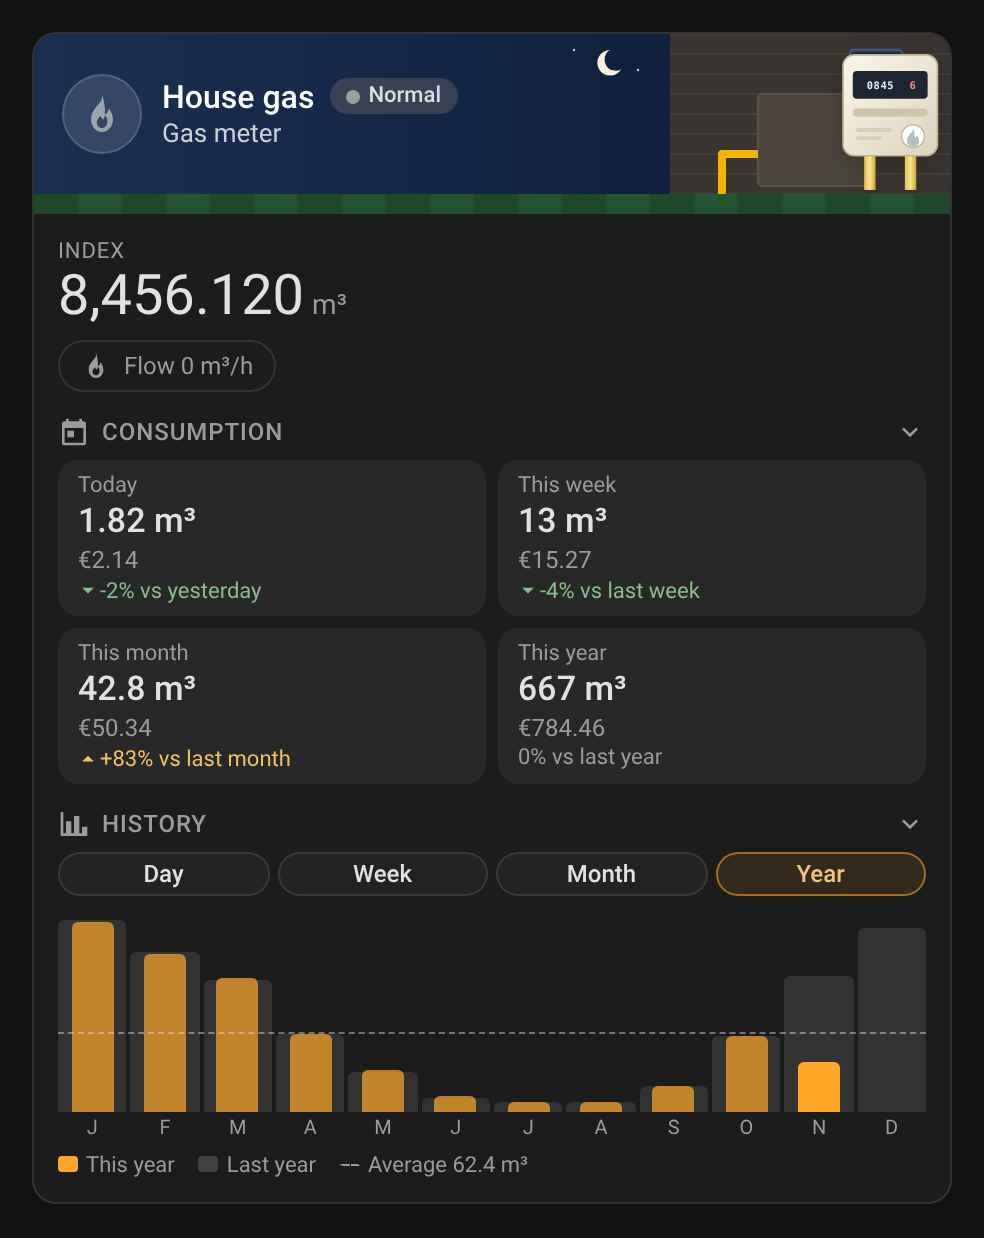 House gas Normal
Gas meter
0845 6
INDEX
8,456.120 m³
Flow 0 m³/h
CONSUMPTION
Today
1.82 m³
€2.14
-2% vs yesterday
This week
13 m³
€15.27
-4% vs last week
This month
42.8 m³
€50.34
+83% vs last month
This year
667 m³
€784.46
0% vs last year
HISTORY
Day Week Month Year
J F M A M J J A S O N D
This year Last year Average 62.4 m³